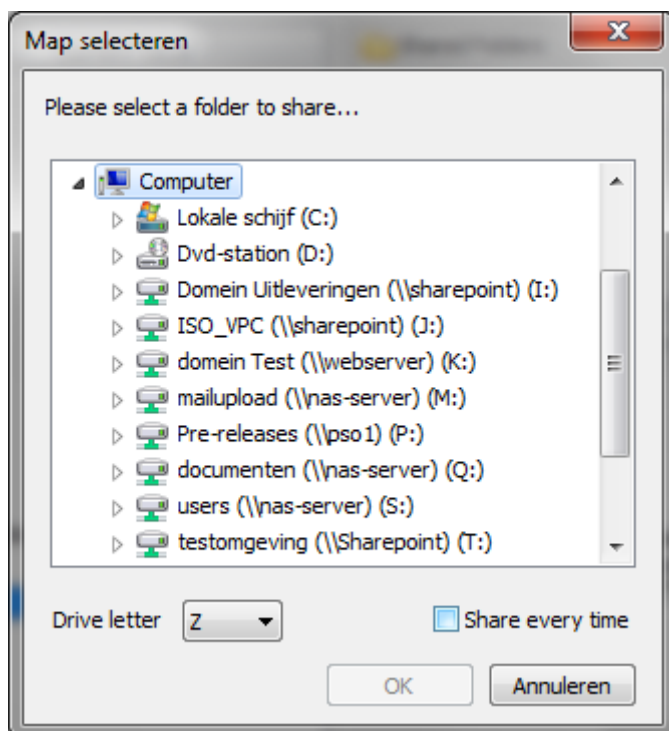 Map selecteren
Please select a folder to share...
Computer
Lokale schijf (C:)
Dvd-station (D:)
Domein Uitleveringen (\\sharepoint) (I:)
ISO_VPC (\\sharepoint) (J:)
domein Test (\\webserver) (K:)
mailupload (\\nas-server) (M:)
Pre-releases (\\pso1) (P:)
documenten (\\nas-server) (Q:)
users (\\nas-server) (S:)
testomgeving (\\Sharepoint) (T:)
Drive letter Z Share every time
OK Annuleren